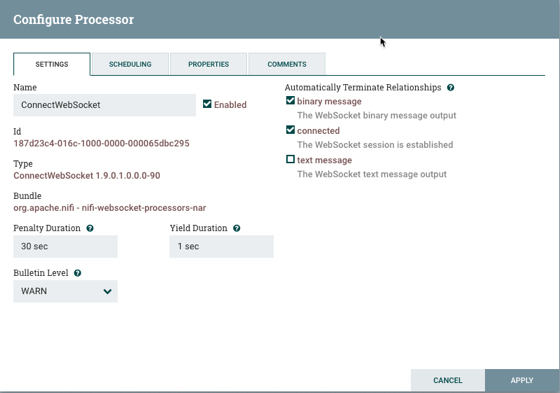 Configure Processor
SETTINGS
SCHEDULING
PROPERTIES
COMMENTS
Name
ConnectWebSocket
Enabled
Id
187d23c4-016c-1000-0000-000065dbc295
Type
ConnectWebSocket 1.9.0.1.0.0.0-90
Bundle
org.apache.nifi - nifi-websocket-processors-nar
Penalty Duration ?
Yield Duration ?
30 sec
1 sec
Bulletin Level ?
WARN
Automatically Terminate Relationships ?
binary message
The WebSocket binary message output
connected
The WebSocket session is established
text message
The WebSocket text message output
CANCEL
APPLY